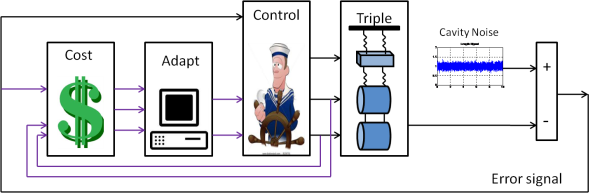 Cost
Adapt
Control
Triple
Cavity Noise
+
-
Error signal